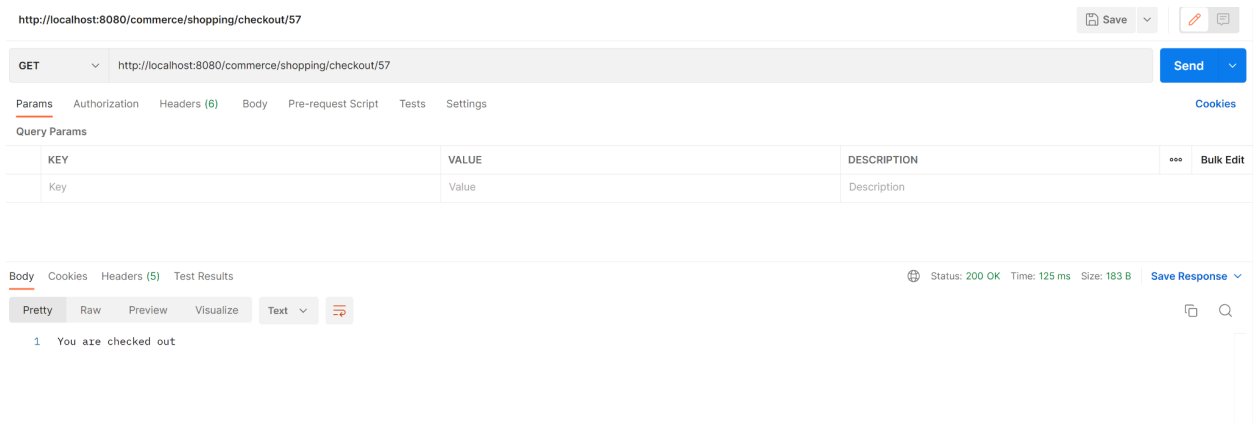 http://localhost:8080/commerce/shopping/checkout/57
Save
GET http://localhost:8080/commerce/shopping/checkout/57 Send
Params Authorization Headers (6) Body Pre-request Script Tests Settings Cookies
Query Params
KEY VALUE DESCRIPTION Bulk Edit
Key Value Description
Body Cookies Headers (5) Test Results Status: 200 OK Time: 125 ms Size: 183 B Save Response
Pretty Raw Preview Visualize Text
1 You are checked out